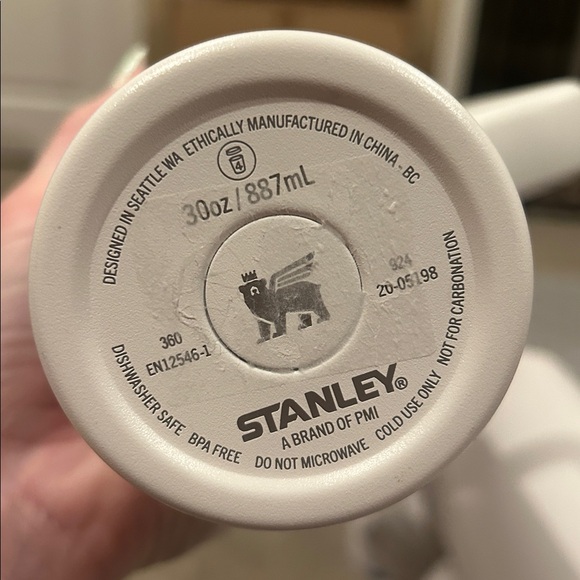 DESIGNED IN SEATTLE WA ETHICALLY MANUFACTURED IN CHINA - BC
4
30oz / 887mL
924
20-05198
360
EN12546-1
STANLEY®
A BRAND OF PMI
DISHWASHER SAFE BPA FREE DO NOT MICROWAVE COLD USE ONLY NOT FOR CARBONATION